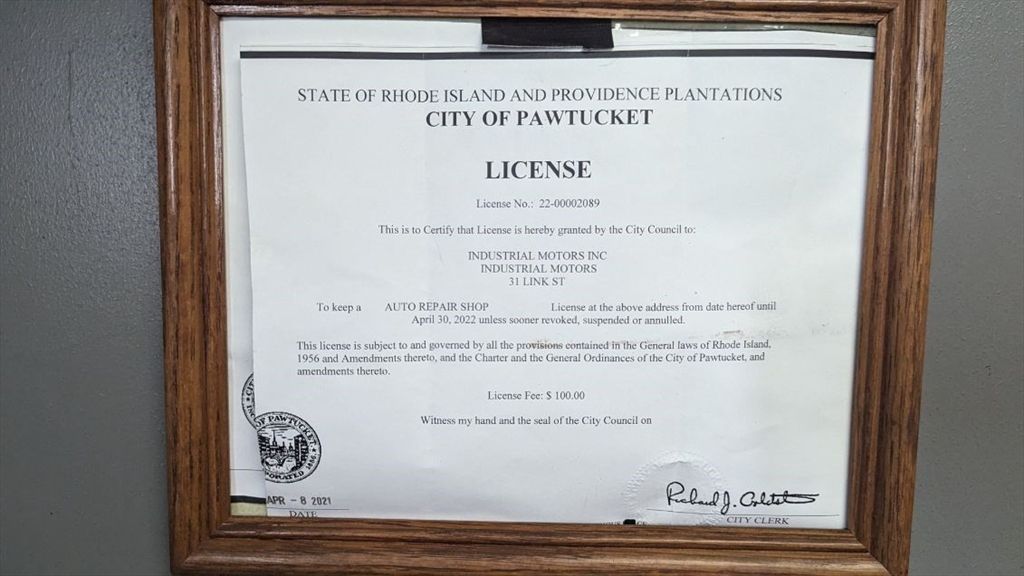 STATE OF RHODE ISLAND AND PROVIDENCE PLANTATIONS
CITY OF PAWTUCKET
LICENSE
License No.: 22-00002089
This is to Certify that License is hereby granted by the City Council to:
INDUSTRIAL MOTORS INC
INDUSTRIAL MOTORS
31 LINK ST
To keep a AUTO REPAIR SHOP License at the above address from date hereof until
April 30, 2022 unless sooner revoked, suspended or annulled.
This license is subject to and governed by all the provisions contained in the General laws of Rhode Island,
1956 and Amendments thereto, and the Charter and the General Ordinances of the City of Pawtucket, and
amendments thereto.
License Fee: $ 100.00
Witness my hand and the seal of the City Council on
OF PAWTUCKET
APR - 8 2021
DATE
Richard J.
CITY CLERK